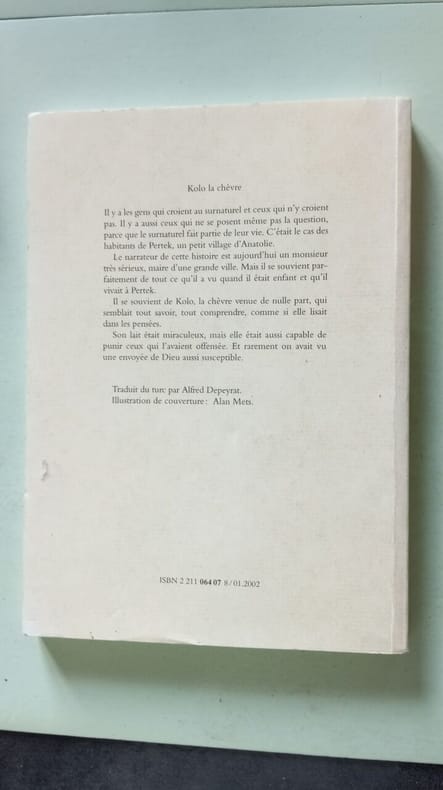 Kolo la chèvre
Il y a les gens qui croient au surnaturel et ceux qui n'y croient
pas. Il y a aussi ceux qui ne se posent même pas la question,
parce que le surnaturel fait partie de leur vie. C'était le cas des
habitants de Pertek, un petit village d'Anatolie.
Le narrateur de cette histoire est aujourd'hui un monsieur
très sérieux, maire d'une grande ville. Mais il se souvient par-
faitement de tout ce qu'il a vu quand il était enfant et qu'il
vivait à Pertek.
Il se souvient de Kolo, la chèvre venue de nulle part, qui
semblait tout savoir, tout comprendre, comme si elle lisait
dans les pensées.
Son lait était miraculeux, mais elle était aussi capable de
punir ceux qui l'avaient offensée. Et rarement on avait vu
une envoyée de Dieu aussi susceptible.
Traduit du turc par Alfred Depeyrat.
Illustration de couverture : Alan Mets.
ISBN 2 211 064 07 8/01.2002